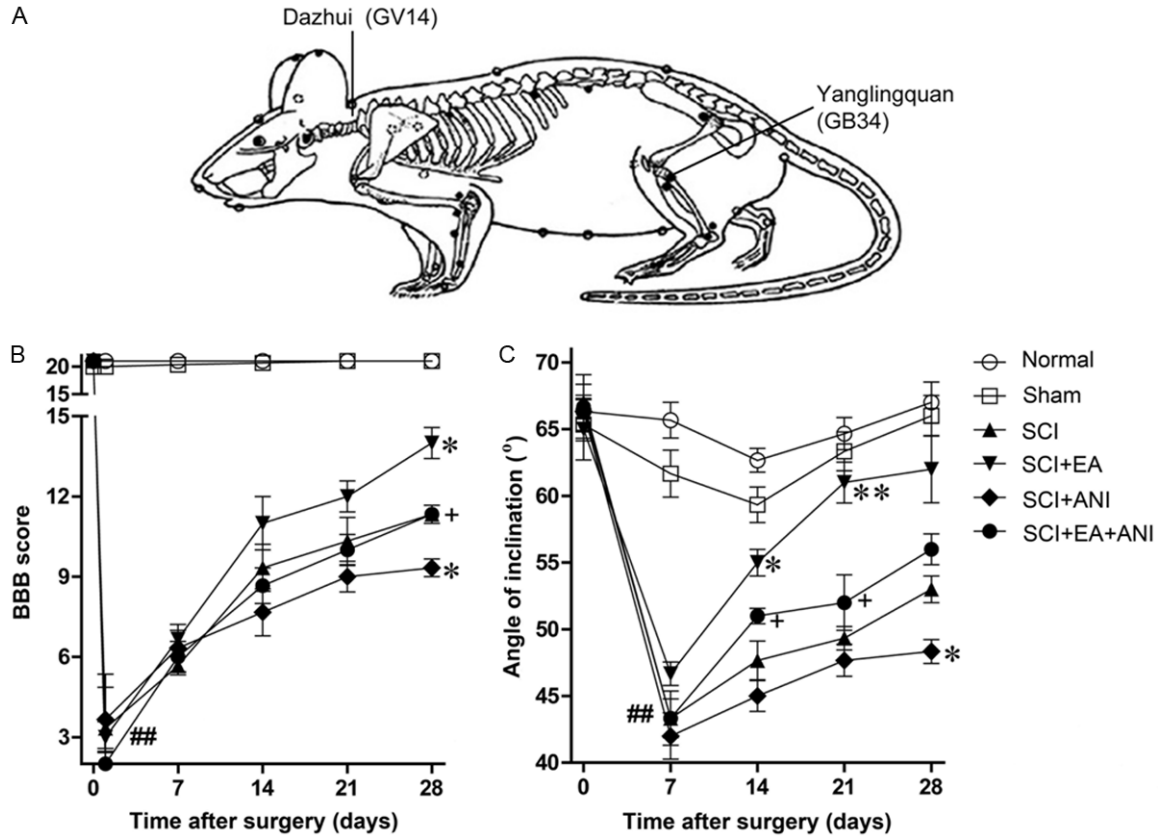 A
Dazhui (GV14)
Yanglingquan
(GB34)
B
20
15
15
12
9
6
3
BBB score
##
*
+
*
0 7 14 21 28
Time after surgery (days)
C
70
65
60
55
50
45
40
Angle of inclination (°)
##
*
**
+
+
*
0 7 14 21 28
Time after surgery (days)
Normal
Sham
SCI
SCI+EA
SCI+ANI
SCI+EA+ANI